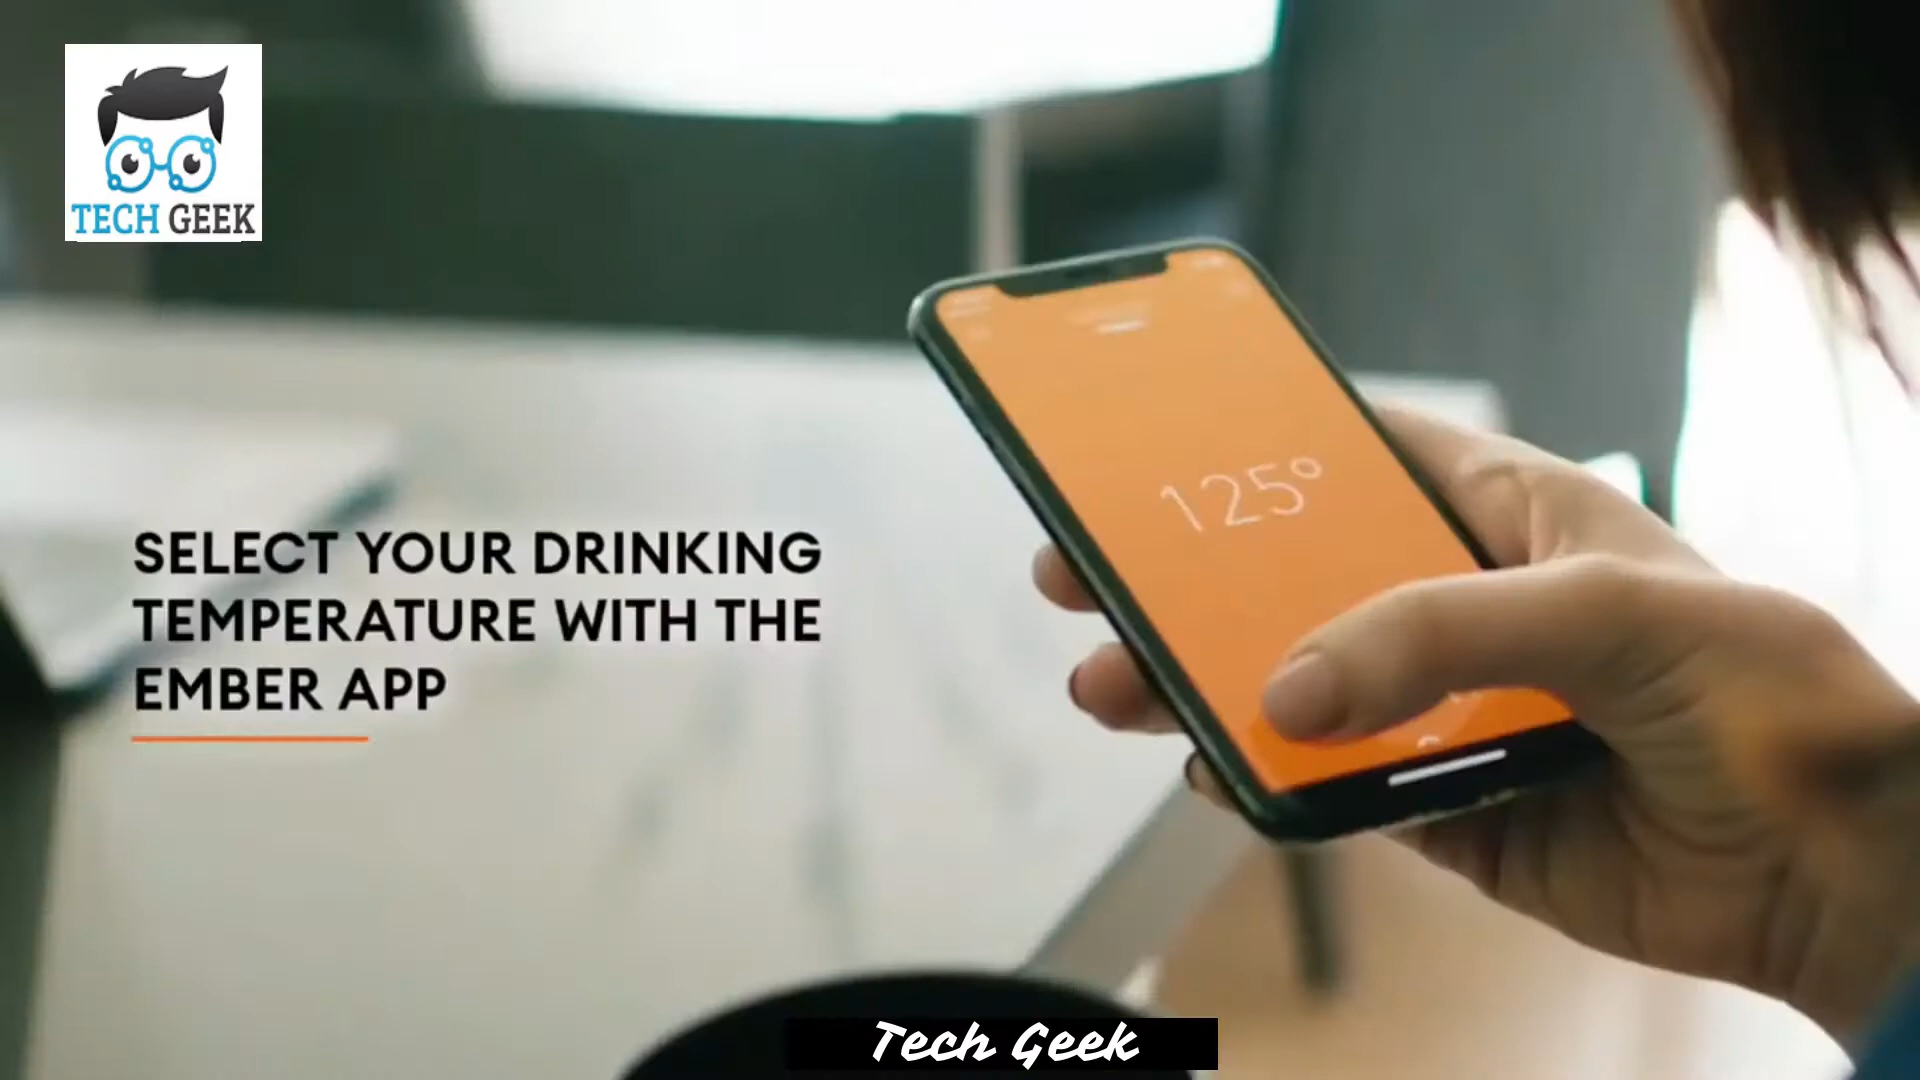 TECH GEEK
SELECT YOUR DRINKING
TEMPERATURE WITH THE
EMBER APP
125°
Tech Geek